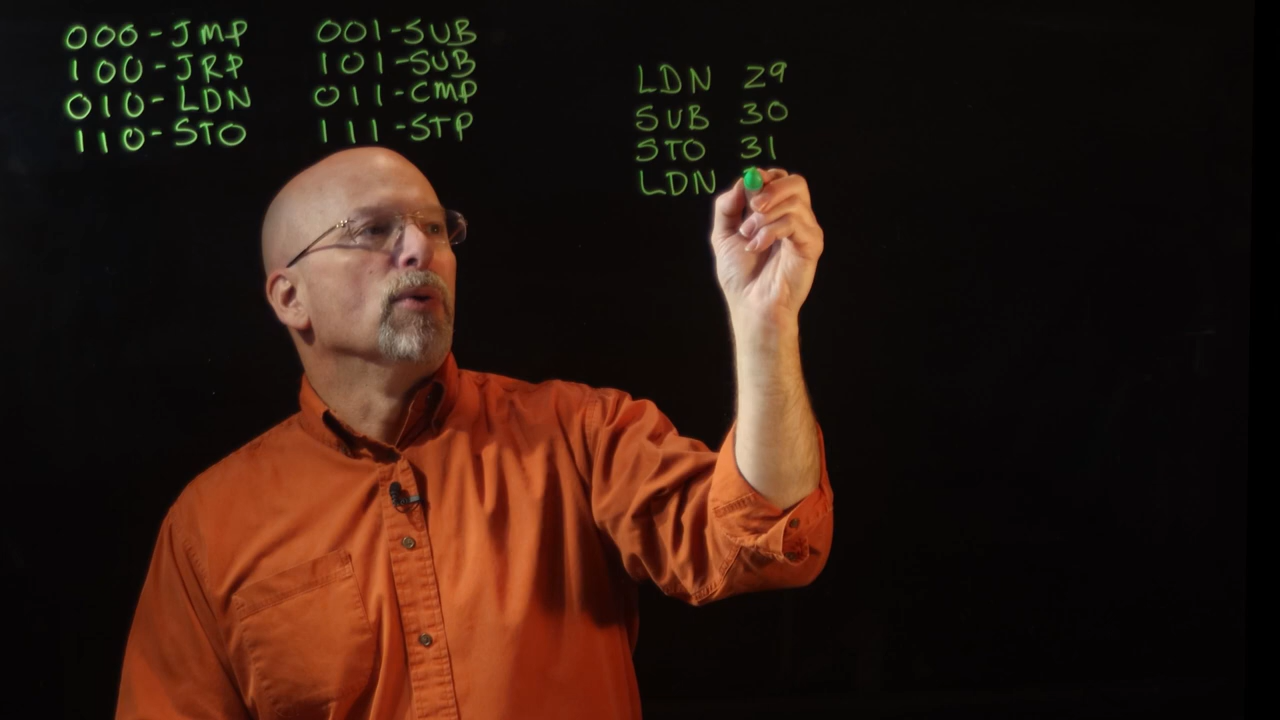 000-JMP 001-SUB
100-JRP 101-SUB
010-LDN 011-CMP
110-STO 111-STP
LDN 29
SUB 30
STO 31
LDN